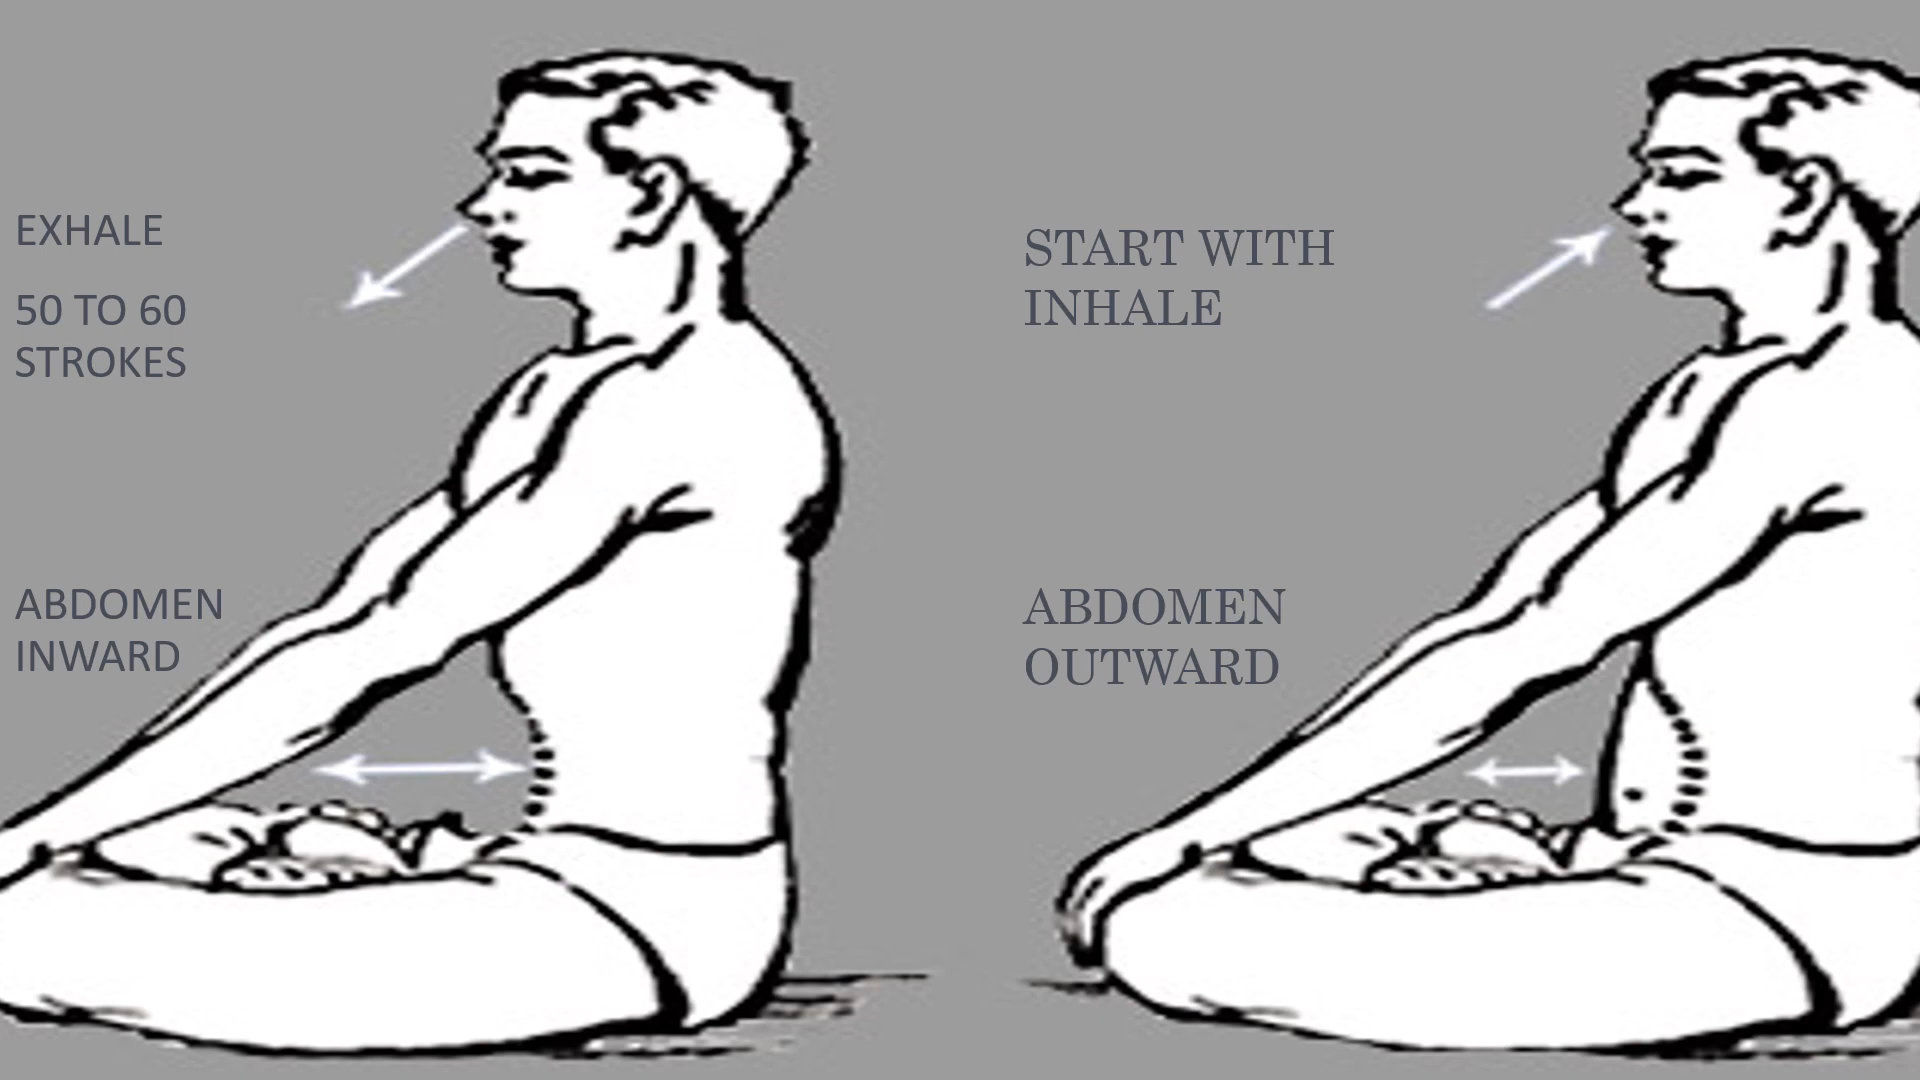 EXHALE
50 TO 60
STROKES
ABDOMEN
INWARD
START WITH
INHALE
ABDOMEN
OUTWARD